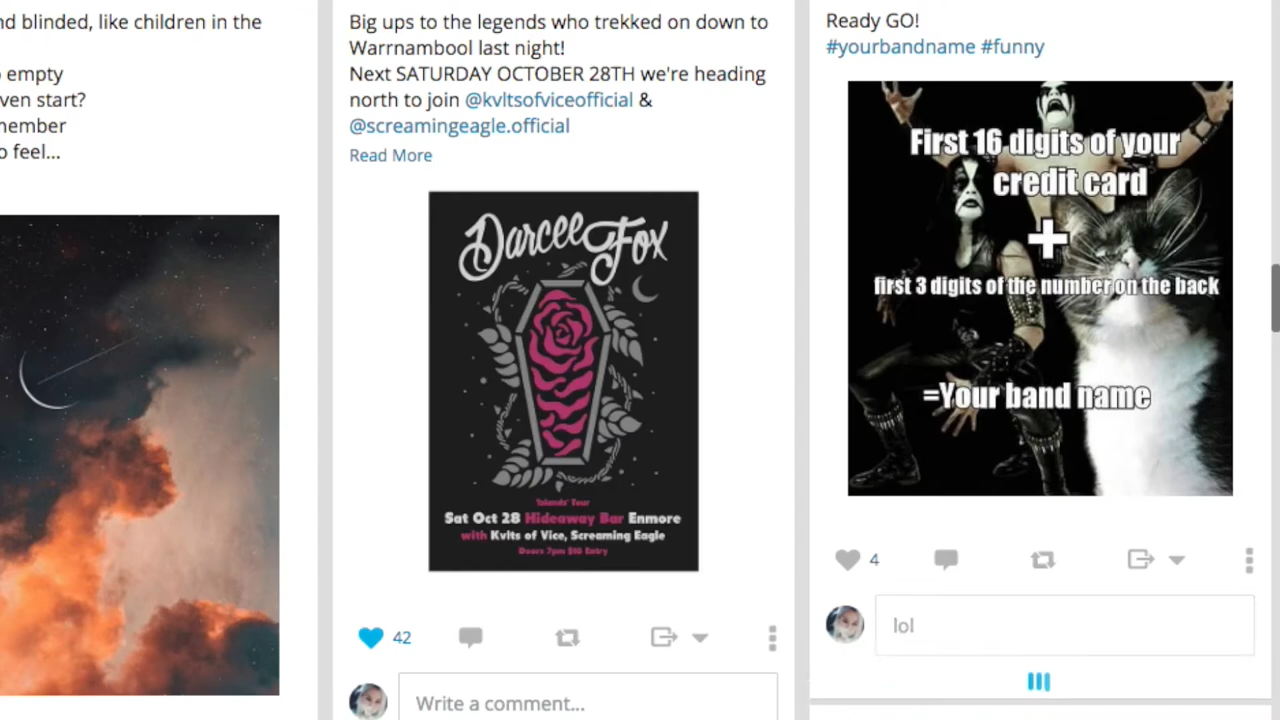 nd blinded, like children in the
empty
ven start?
member
o feel...
Big ups to the legends who trekked on down to
Warrnambool last night!
Next SATURDAY OCTOBER 28TH we're heading
north to join @kvltsofviceofficial &
@screamingeagle.official
Read More
Darcee Fox
'Islands' Tour
Sat Oct 28 Hideaway Bar Enmore
with Kvlts of Vice, Screaming Eagle
Doors 7pm $10 Entry
42
Write a comment...
Ready GO!
#yourbandname #funny
First 16 digits of your
credit card
+
first 3 digits of the number on the back
=Your band name
4
lol